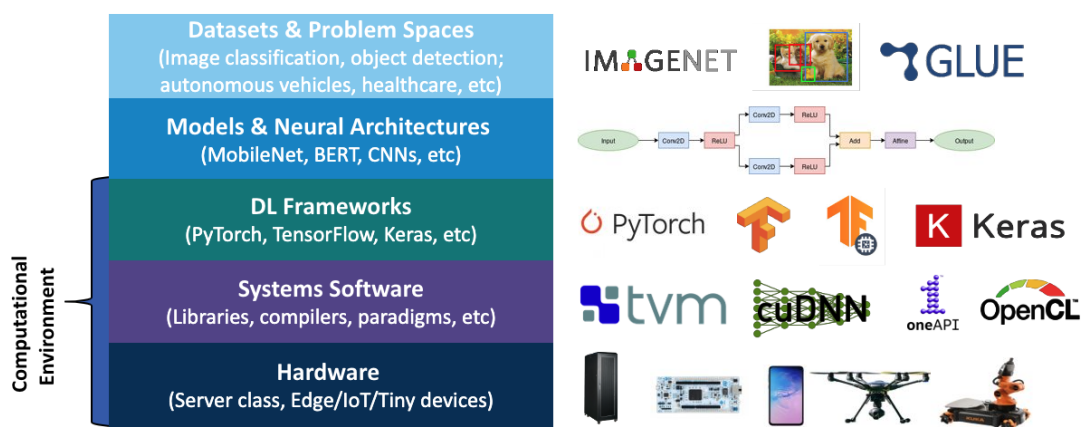 Datasets & Problem Spaces
(Image classification, object detection;
autonomous vehicles, healthcare, etc)
IMAGENET
GLUE
Models & Neural Architectures
(MobileNet, BERT, CNNs, etc)
Input
Conv2D
ReLU
Conv2D
ReLU
Conv2D
ReLU
Add
Affine
Output
Computational
Environment
DL Frameworks
(PyTorch, TensorFlow, Keras, etc)
PyTorch
K Keras
Systems Software
(Libraries, compilers, paradigms, etc)
tvm
cuDNN
oneAPI
OpenCL™
Hardware
(Server class, Edge/IoT/Tiny devices)